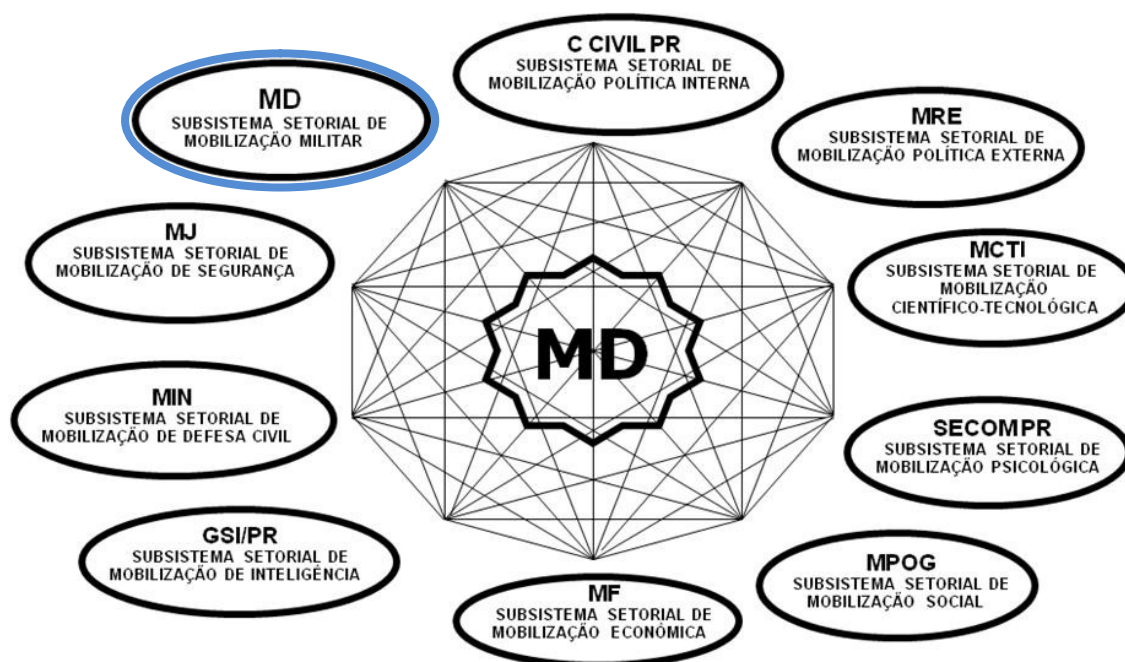 C CIVIL PR
SUBSISTEMA SETORIAL DE
MOBILIZAÇÃO POLÍTICA INTERNA
MD
SUBSISTEMA SETORIAL DE
MOBILIZAÇÃO MILITAR
MRE
SUBSISTEMA SETORIAL DE
MOBILIZAÇÃO POLÍTICA EXTERNA
MJ
SUBSISTEMA SETORIAL DE
MOBILIZAÇÃO DE SEGURANÇA
MCTI
SUBSISTEMA SETORIAL DE
MOBILIZAÇÃO
CIENTÍFICO-TECNOLÓGICA
MD
MIN
SUBSISTEMA SETORIAL DE
MOBILIZAÇÃO DE DEFESA CIVIL
SECOMPR
SUBSISTEMA SETORIAL DE
MOBILIZAÇÃO PSICOLÓGICA
GSI/PR
SUBSISTEMA SETORIAL DE
MOBILIZAÇÃO DE INTELIGÊNCIA
MPOG
SUBSISTEMA SETORIAL DE
MOBILIZAÇÃO SOCIAL
MF
SUBSISTEMA SETORIAL DE
MOBILIZAÇÃO ECONÔMICA